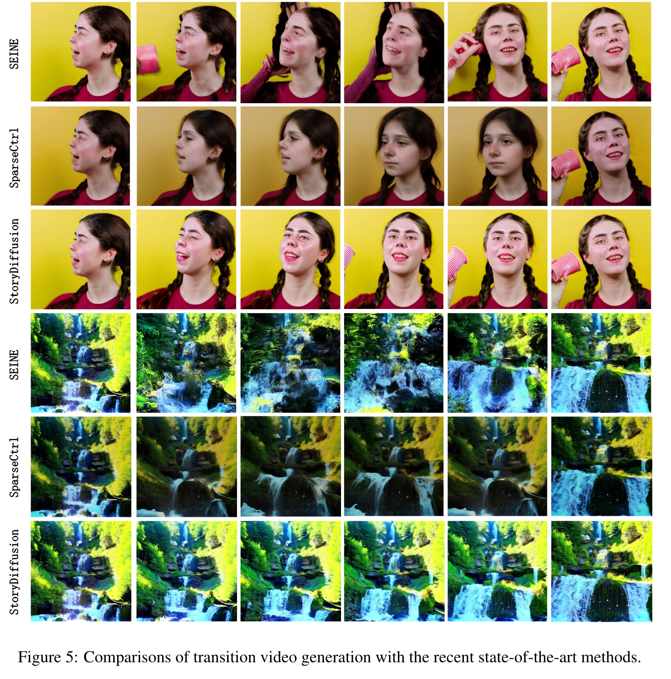 SEINE
SparseCtrl
StoryDiffusion
SEINE
SparseCtrl
StoryDiffusion
Figure 5: Comparisons of transition video generation with the recent state-of-the-art methods.